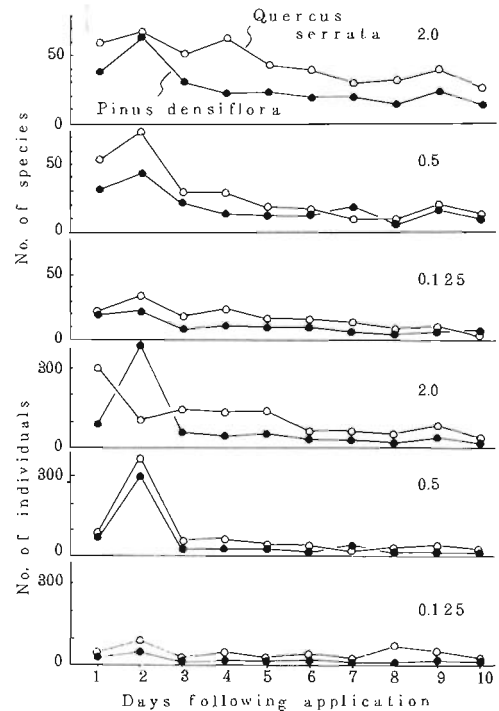 Quercus
serrata
2.0
50
Pinus densiflora
0
0.5
50
0
0.125
50
0
No. of species
2.0
300
0
0.5
300
0
0.125
300
0
No. of individuals
1 2 3 4 5 6 7 8 9 10
Days following application